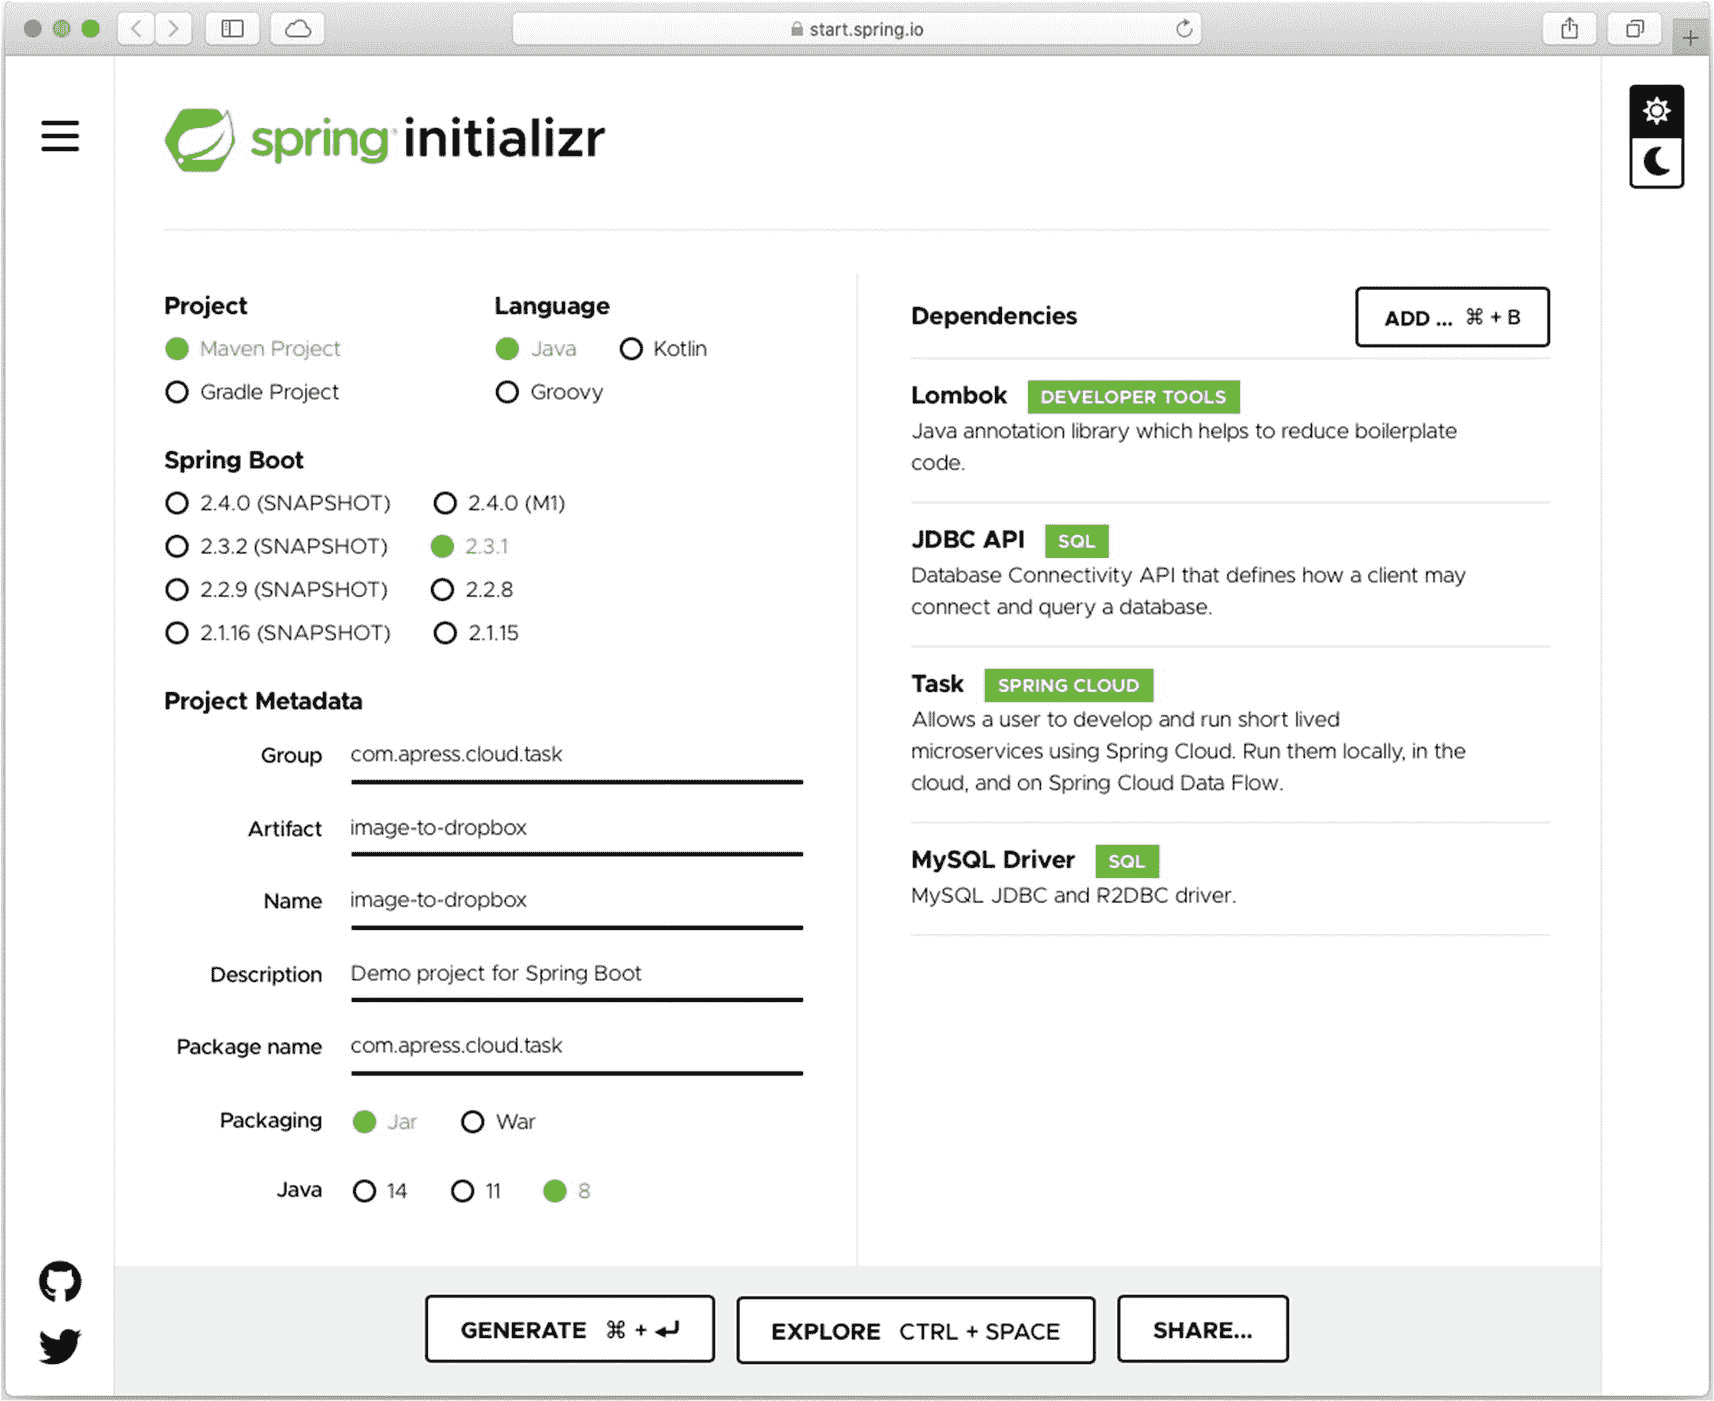 start.spring.io
spring initializr
Project
Maven Project
Gradle Project
Language
Java Kotlin
Groovy
Spring Boot
2.4.0 (SNAPSHOT) 2.4.0 (M1)
2.3.2 (SNAPSHOT) 2.3.1
2.2.9 (SNAPSHOT) 2.2.8
2.1.16 (SNAPSHOT) 2.1.15
Project Metadata
Group com.apress.cloud.task
Artifact image-to-dropbox
Name image-to-dropbox
Description Demo project for Spring Boot
Package name com.apress.cloud.task
Packaging Jar War
Java 14 11 8
Dependencies
ADD ... ⌘ + B
Lombok DEVELOPER TOOLS
Java annotation library which helps to reduce boilerplate
code.
JDBC API SQL
Database Connectivity API that defines how a client may
connect and query a database.
Task SPRING CLOUD
Allows a user to develop and run short lived
microservices using Spring Cloud. Run them locally, in the
cloud, and on Spring Cloud Data Flow.
MySQL Driver SQL
MySQL JDBC and R2DBC driver.
GENERATE ⌘ + ↵
EXPLORE CTRL + SPACE
SHARE...